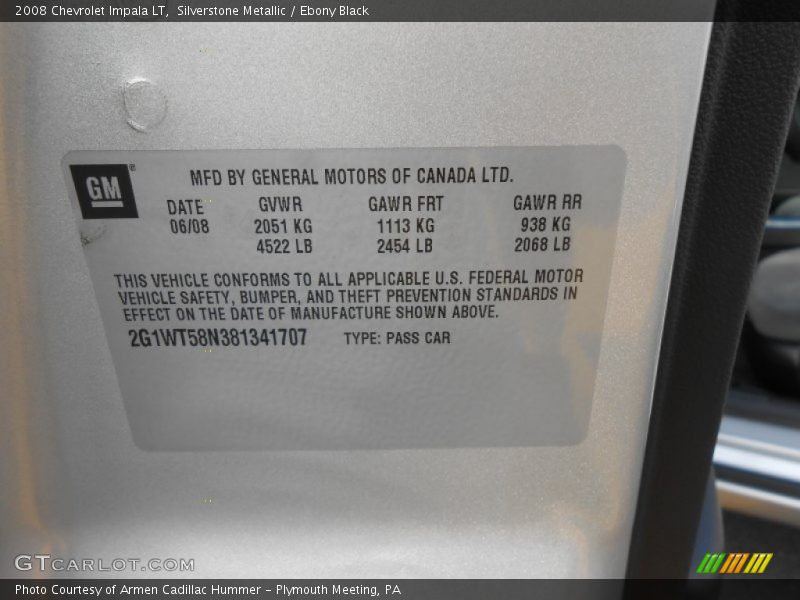 2008 Chevrolet Impala LT, Silverstone Metallic / Ebony Black
GM
MFD BY GENERAL MOTORS OF CANADA LTD.
DATE GVWR GAWR FRT GAWR RR
06/08 2051 KG 1113 KG 938 KG
4522 LB 2454 LB 2068 LB
THIS VEHICLE CONFORMS TO ALL APPLICABLE U.S. FEDERAL MOTOR
VEHICLE SAFETY, BUMPER, AND THEFT PREVENTION STANDARDS IN
EFFECT ON THE DATE OF MANUFACTURE SHOWN ABOVE.
2G1WT58N381341707 TYPE: PASS CAR
GTCARLOT.COM
Photo Courtesy of Armen Cadillac Hummer - Plymouth Meeting, PA